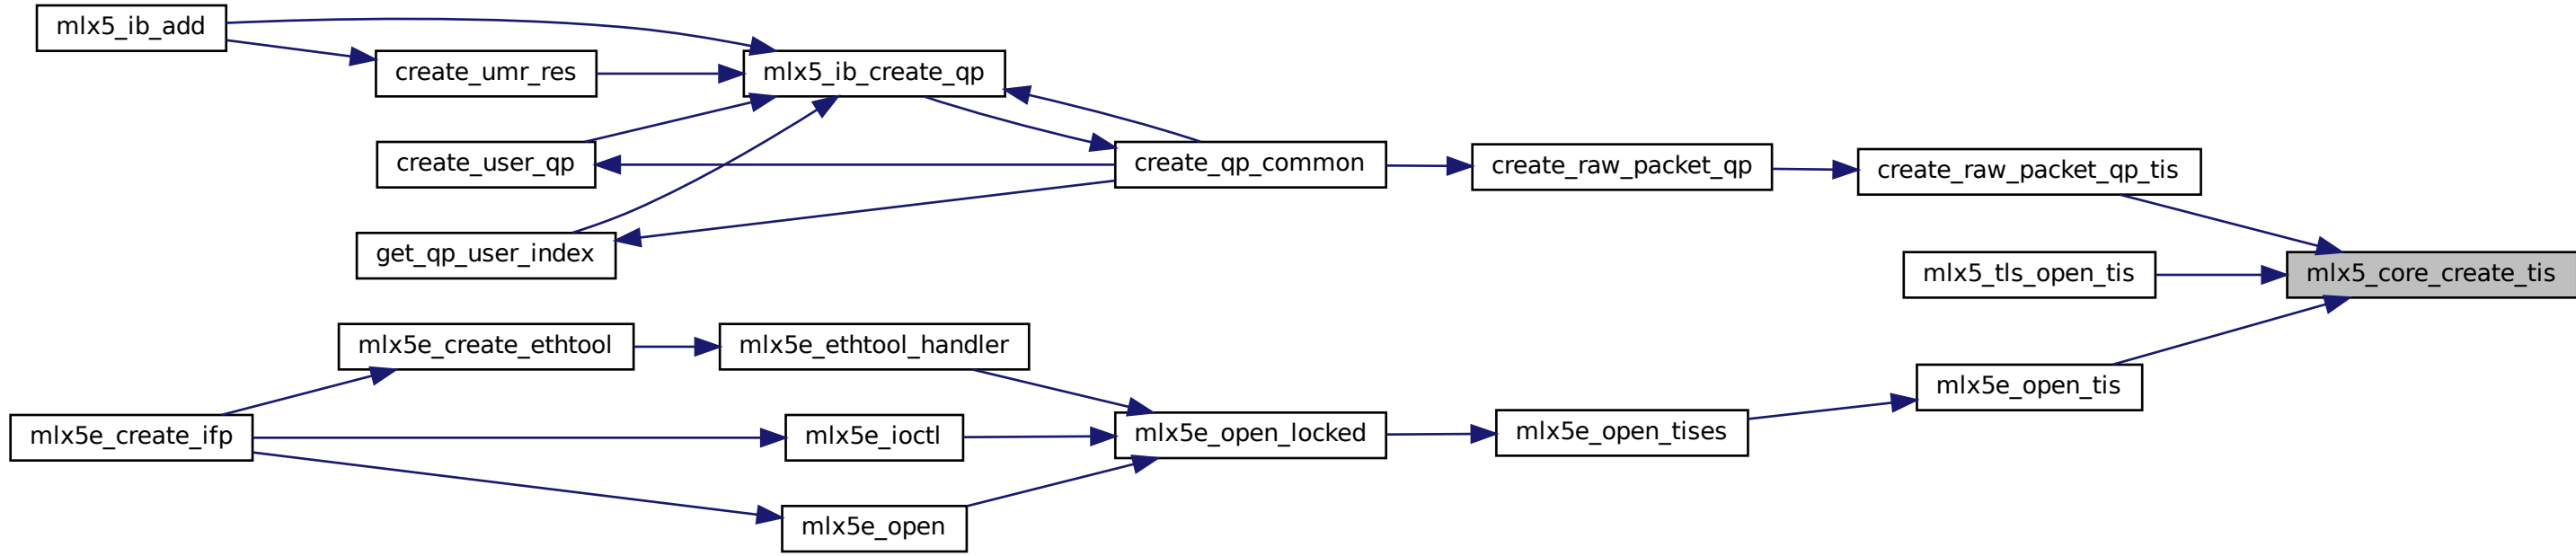 mlx5_ib_add
create_umr_res
mlx5_ib_create_qp
create_user_qp
create_qp_common
create_raw_packet_qp
create_raw_packet_qp_tis
get_qp_user_index
mlx5_tls_open_tis
mlx5_core_create_tis
mlx5e_create_ethtool
mlx5e_ethtool_handler
mlx5e_open_tis
mlx5e_create_ifp
mlx5e_ioctl
mlx5e_open_locked
mlx5e_open_tises
mlx5e_open